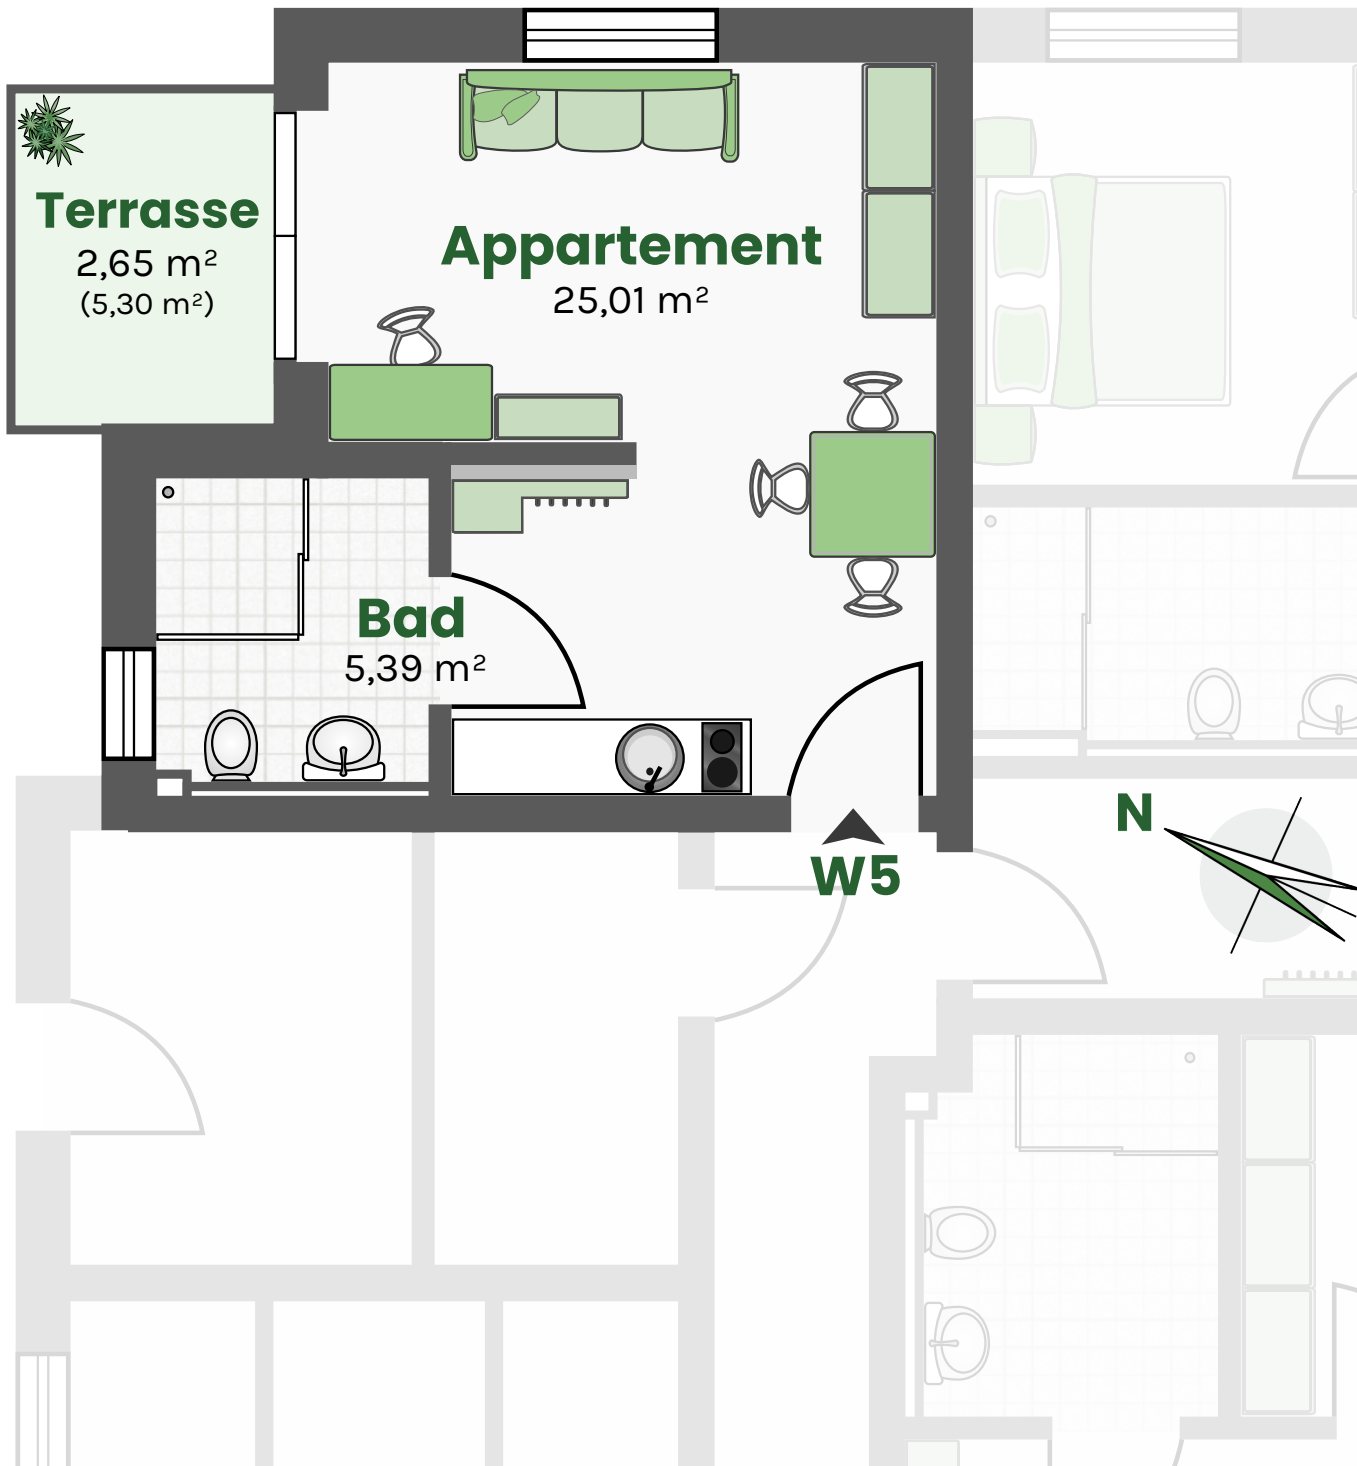 Terrasse
2,65 m²
(5,30 m²)
Appartement
25,01 m²
Bad
5,39 m²
W5
N